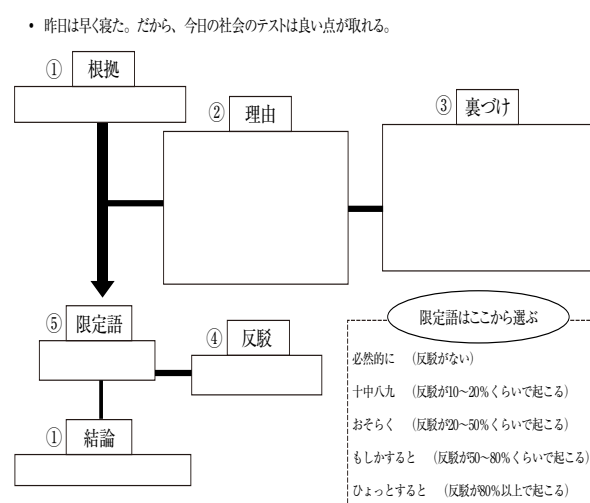 ・ 昨日は早く寝た。だから、今日の社会のテストは良い点が取れる。
① 根拠
② 理由
③ 裏づけ
⑤ 限定語
④ 反駁
① 結論
限定語はここから選ぶ
必然的に （反駁がない）
十中八九 （反駁が10～20%くらいで起こる）
おそらく （反駁が20～50%くらいで起こる）
もしかすると （反駁が50～80%くらいで起こる）
ひょっとすると （反駁が80%以上で起こる）